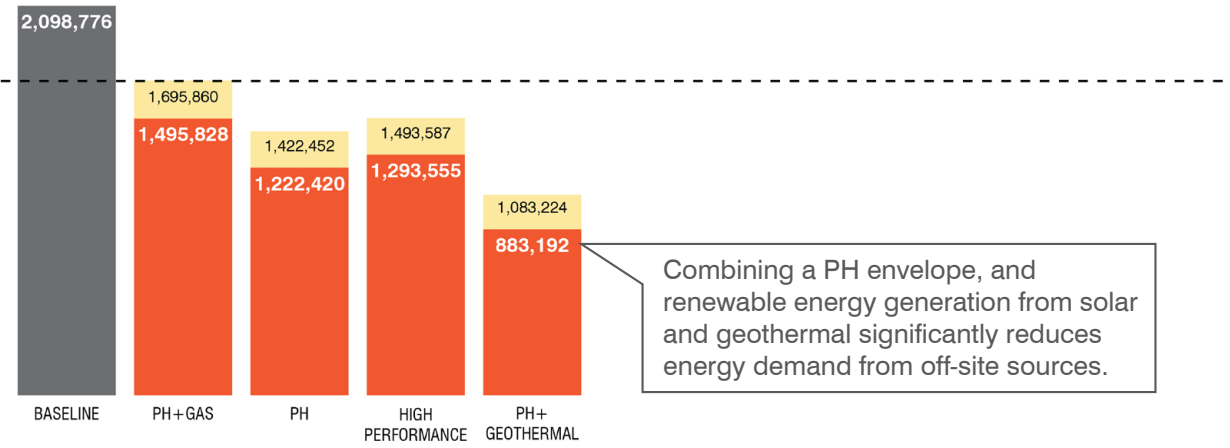 2,098,776
1,695,860
1,495,828
1,422,452
1,222,420
1,493,587
1,293,555
1,083,224
883,192
Combining a PH envelope, and
renewable energy generation from solar
and geothermal significantly reduces
energy demand from off-site sources.
BASELINE
PH+GAS
PH
HIGH
PERFORMANCE
PH+
GEOTHERMAL